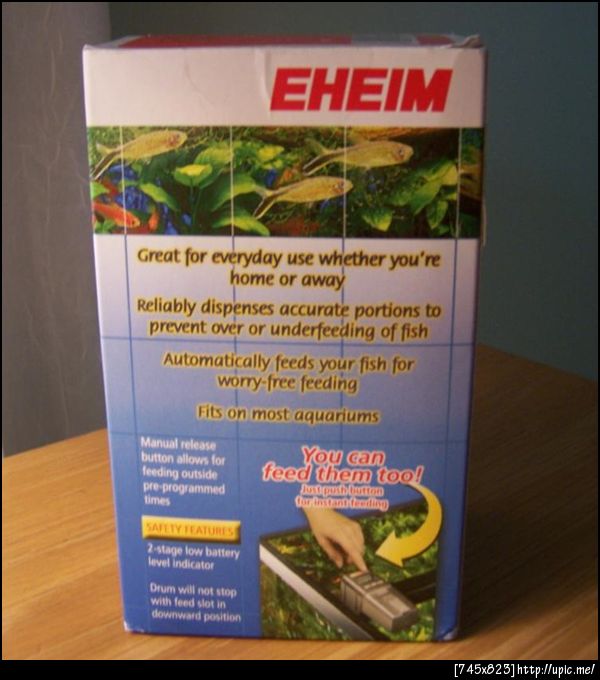 EHEIM
Great for everyday use whether you're
home or away
Reliably dispenses accurate portions to
prevent over or underfeeding of fish
Automatically feeds your fish for
worry-free feeding
Fits on most aquariums
Manual release
button allows for
feeding outside
pre-programmed
times
You can
feed them too!
Just push button
for instant feeding
SAFETY FEATURES
2-stage low battery
level indicator
Drum will not stop
with feed slot in
downward position
[745x823]http://upic.me/